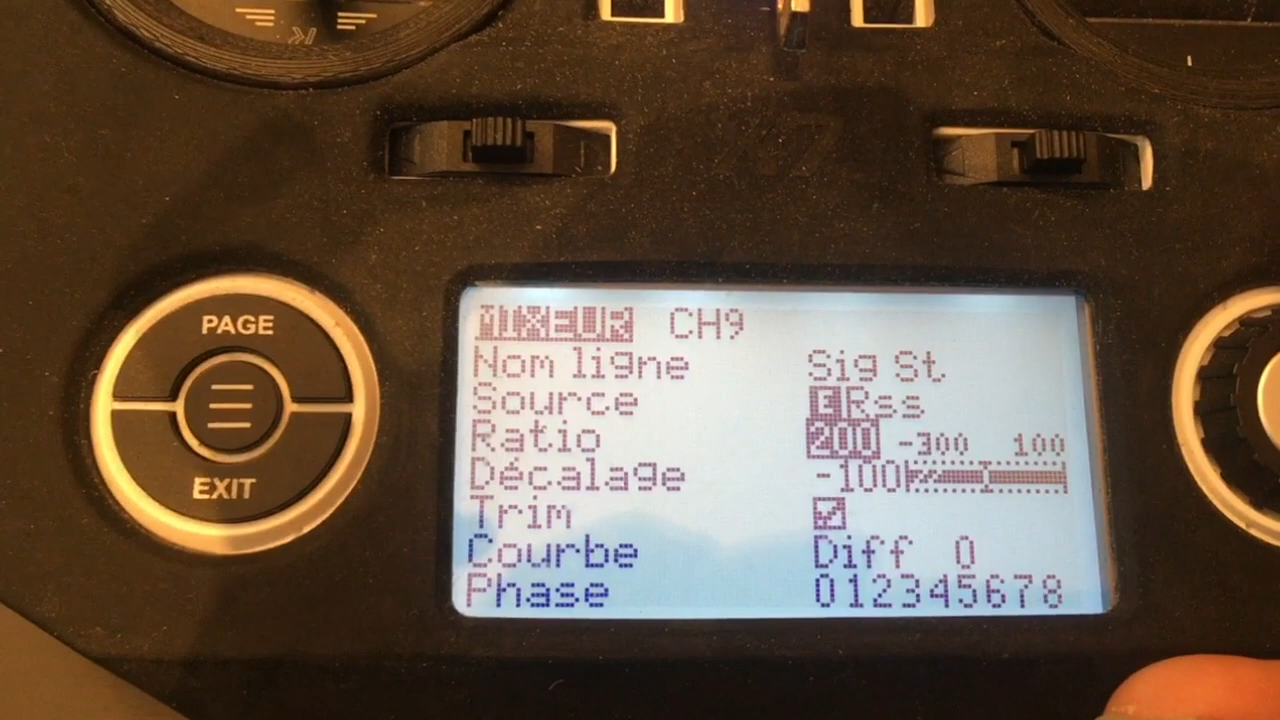 PAGE
EXIT
MIXEUR CH9
Nom ligne Sig St
Source Rss
Ratio 200 -300 100
Décalage -100
Trim
Courbe Diff 0
Phase 012345678